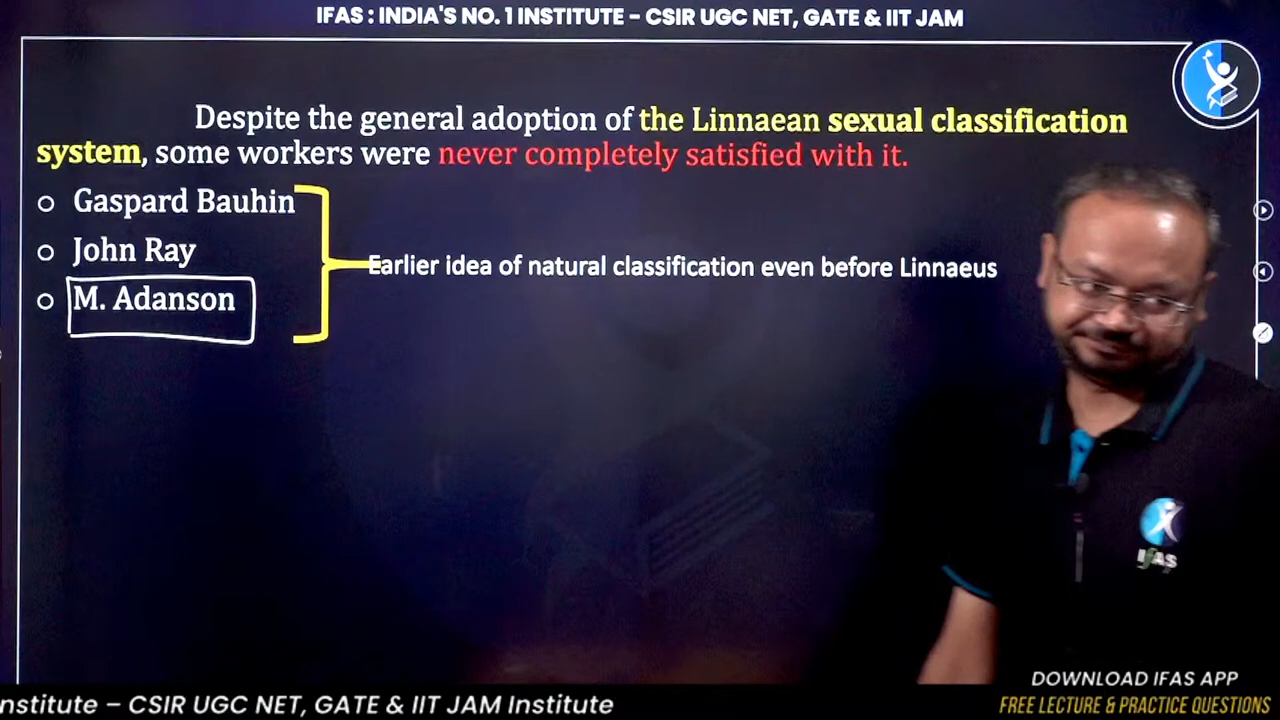 IFAS : INDIA'S NO. 1 INSTITUTE - CSIR UGC NET, GATE & IIT JAM
Despite the general adoption of the Linnaean sexual classification
system, some workers were never completely satisfied with it.
Gaspard Bauhin
John Ray
M. Adanson
Earlier idea of natural classification even before Linnaeus
IFAS
DOWNLOAD IFAS APP
nstitute – CSIR UGC NET, GATE & IIT JAM Institute
FREE LECTURE & PRACTICE QUESTIONS